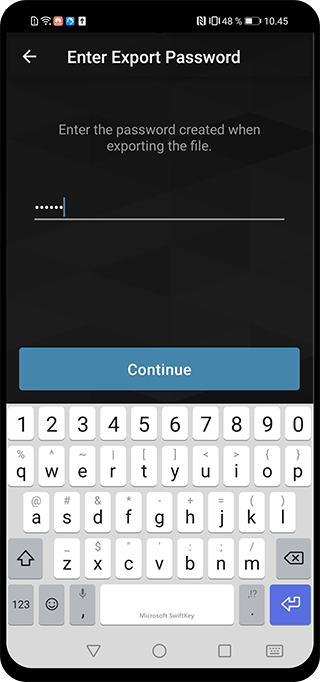 48 % 10.45
Enter Export Password
Enter the password created when
exporting the file.
••••••
Continue
1 2 3 4 5 6 7 8 9 0
% ^ ~ | [ ] < > { }
q w e r t y u i o p
@ # & * - + = ( )
a s d f g h j k l
_ $ " ' : ; /
z x c v b n m
123 , .
,!?
Microsoft SwiftKey